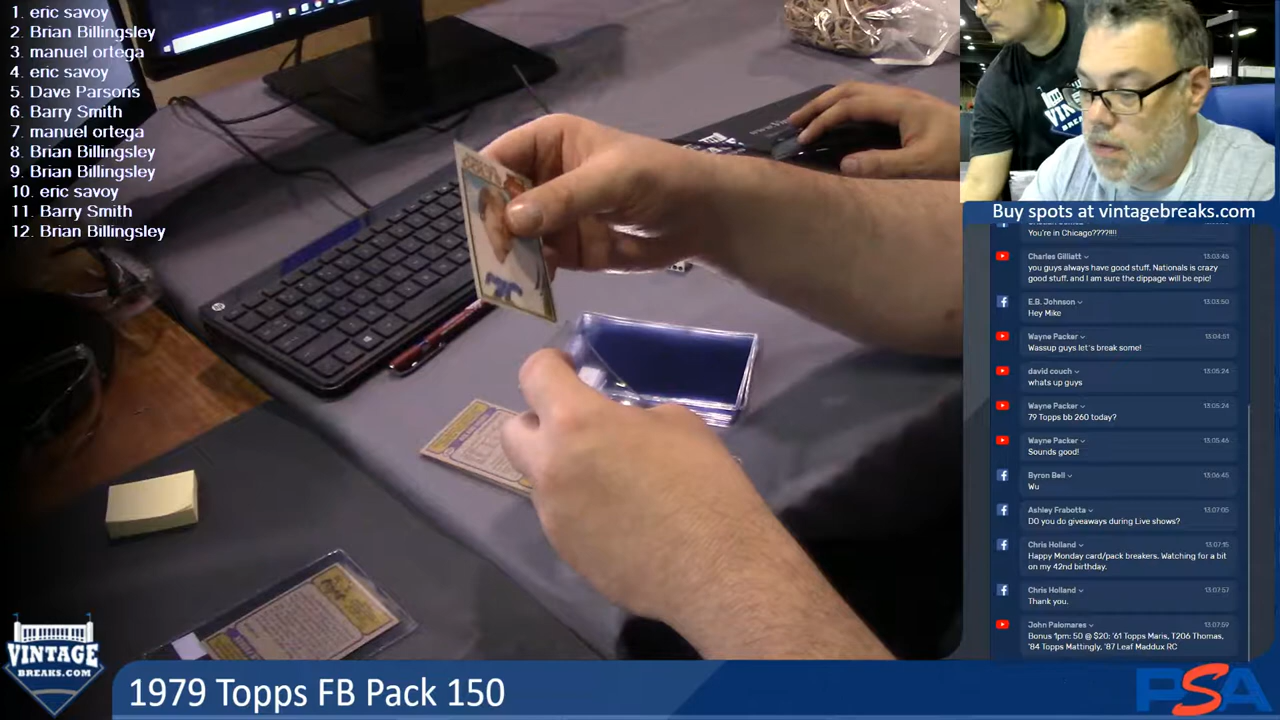 1. eric savoy
2. Brian Billingsley
3. manuel ortega
4. eric savoy
5. Dave Parsons
6. Barry Smith
7. manuel ortega
8. Brian Billingsley
9. Brian Billingsley
10. eric savoy
11. Barry Smith
12. Brian Billingsley
Buy spots at vintagebreaks.com
You're in Chicago????!!!!
Charles Gilliatt 13:03:45
you guys always have good stuff. Nationals is crazy
good stuff. and I am sure the dippage will be epic!
E.B. Johnson 13:03:50
Hey Mike
Wayne Packer 13:04:51
Wassup guys let's break some!
david couch 13:05:24
whats up guys
Wayne Packer 13:05:24
79 Topps bb 260 today?
Wayne Packer 13:05:46
Sounds good!
Byron Bell 13:06:45
Wu
Ashley Frabotta 13:07:05
DO you do giveaways during Live shows?
Chris Holland 13:07:15
Happy Monday card/pack breakers. Watching for a bit
on my 42nd birthday.
Chris Holland 13:07:57
Thank you.
John Palomares 13:07:59
Bonus 1pm: 50 @ $20: '61 Topps Maris, T206 Thomas,
'84 Topps Mattingly, '87 Leaf Maddux RC
VINTAGE
BREAKS.COM
1979 Topps FB Pack 150
PSA